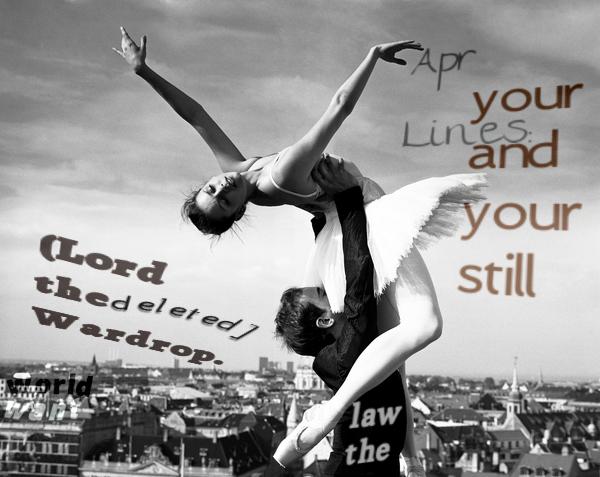 Apr
Lines:
your
and
your
still
(Lord
the
Wardrop.
deleted]
world
law
the